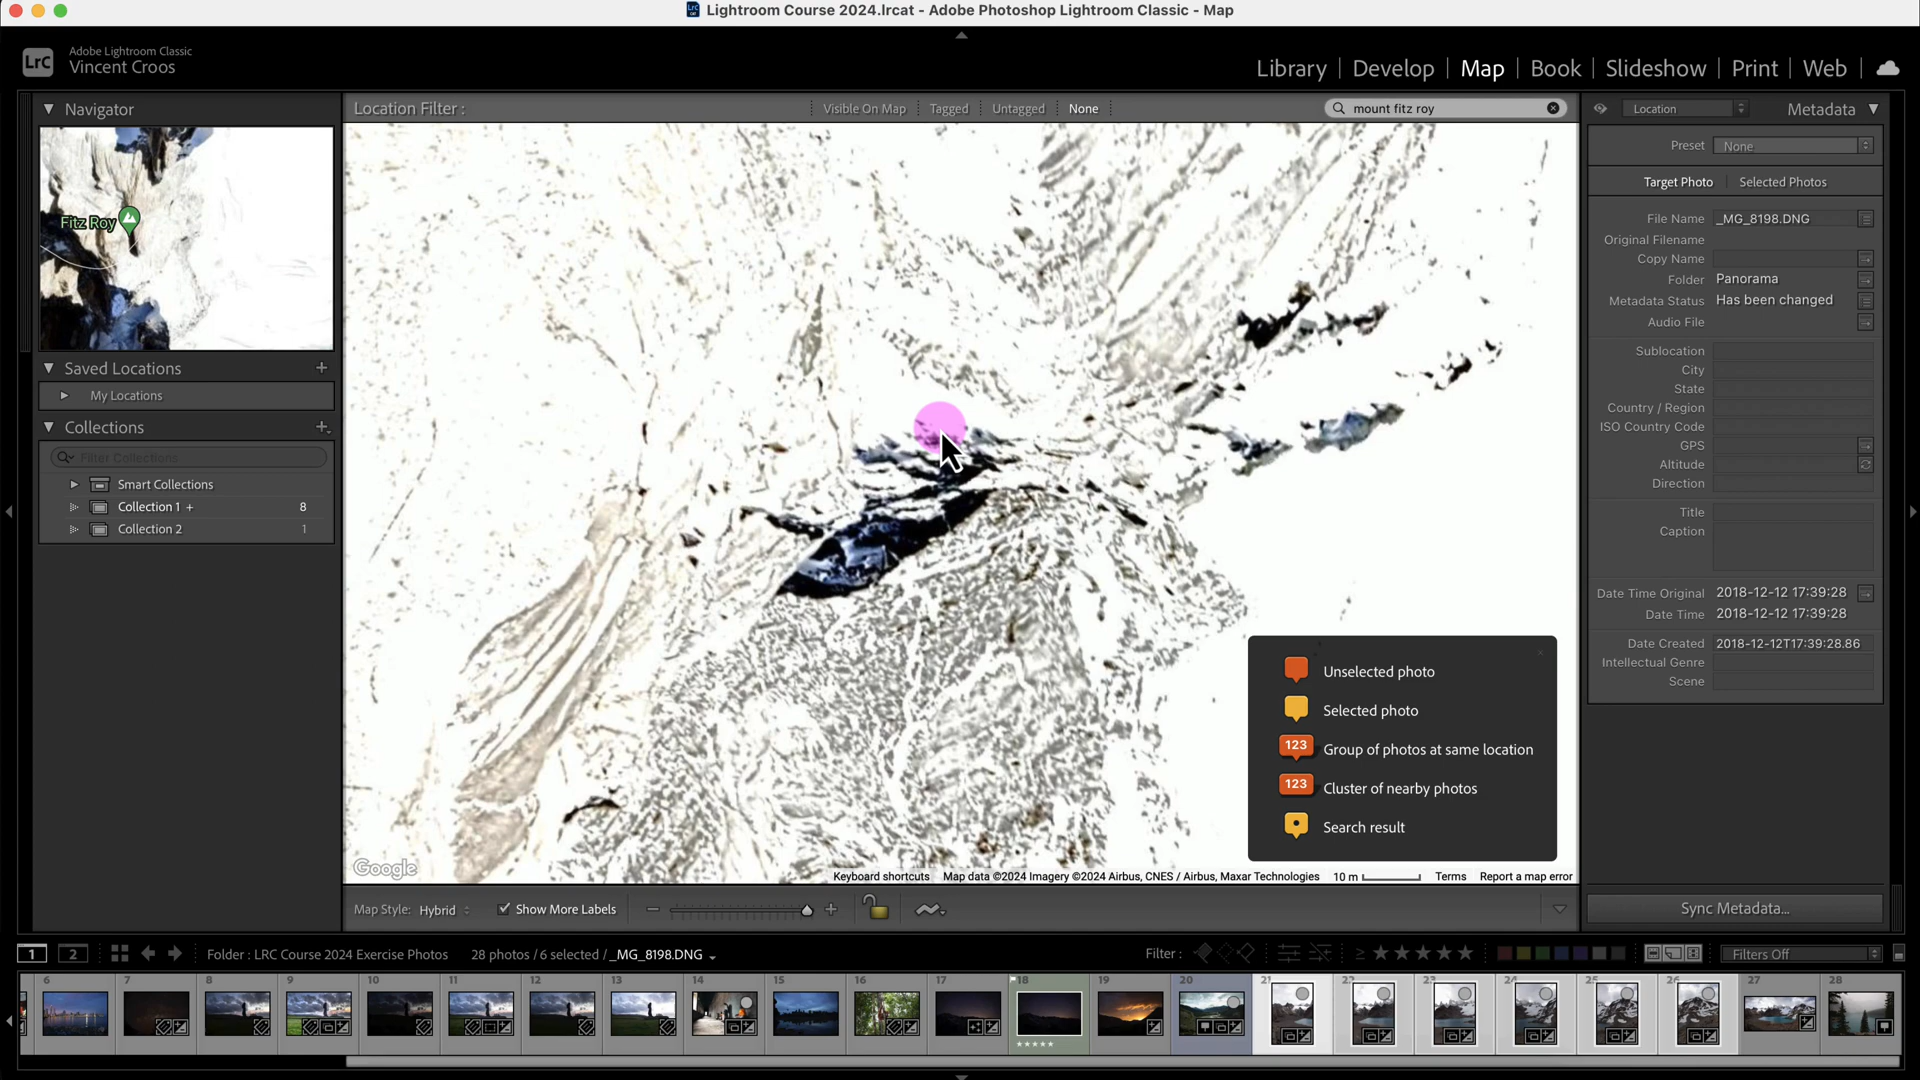 Lightroom Course 2024.lrcat - Adobe Photoshop Lightroom Classic - Map
LrC
Adobe Lightroom Classic
Vincent Croos
Library | Develop | Map | Book | Slideshow | Print | Web
Navigator
Fitz Roy
Saved Locations +
My Locations
Collections +
Filter Collections
Smart Collections
Collection 1 + 8
Collection 2 1
Location Filter : Visible On Map Tagged Untagged None
mount fitz roy
Unselected photo
Selected photo
123 Group of photos at same location
123 Cluster of nearby photos
Search result
Google
Keyboard shortcuts Map data ©2024 Imagery ©2024 Airbus, CNES / Airbus, Maxar Technologies 10 m Terms Report a map error
Map Style: Hybrid Show More Labels
Location Metadata
Preset None
Target Photo Selected Photos
File Name _MG_8198.DNG
Original Filename
Copy Name
Folder Panorama
Metadata Status Has been changed
Audio File
Sublocation
City
State
Country / Region
ISO Country Code
GPS
Altitude
Direction
Title
Caption
Date Time Original 2018-12-12 17:39:28
Date Time 2018-12-12 17:39:28
Date Created 2018-12-12T17:39:28.86
Intellectual Genre
Scene
Sync Metadata...
1 2 Folder : LRC Course 2024 Exercise Photos 28 photos / 6 selected / _MG_8198.DNG Filter : Filters Off
6 7 8 9 10 11 12 13 14 15 16 17 18 19 20 21 22 23 24 25 26 27 28